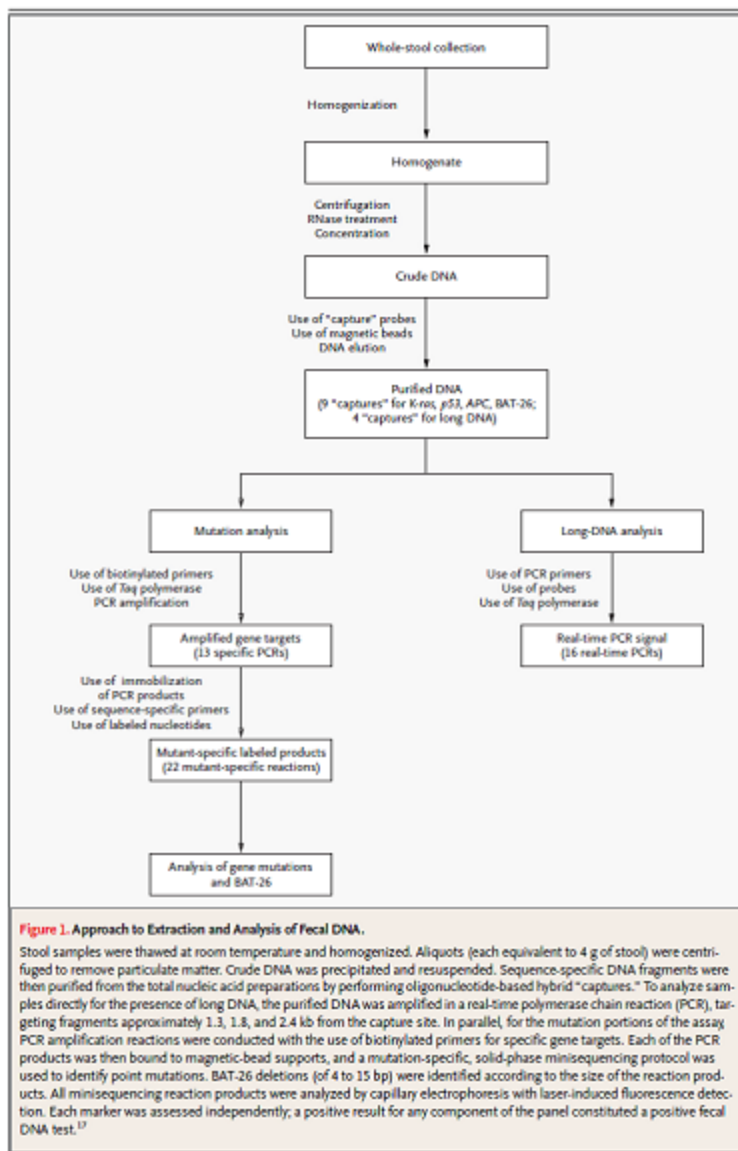 Whole-stool collection
Homogenization
Homogenate
Centrifugation
RNase treatment
Concentration
Crude DNA
Use of "capture" probes
Use of magnetic beads
DNA elution
Purified DNA
(9 "captures" for K-ras, p53, APC, BAT-26;
4 "captures" for long DNA)
Mutation analysis
Use of biotinylated primers
Use of Taq polymerase
PCR amplification
Amplified gene targets
(13 specific PCRs)
Use of immobilization
of PCR products
Use of sequence-specific primers
Use of labeled nucleotides
Mutant-specific labeled products
(22 mutant-specific reactions)
Analysis of gene mutations
and BAT-26
Long-DNA analysis
Use of PCR primers
Use of probes
Use of Taq polymerase
Real-time PCR signal
(16 real-time PCRs)
Figure 1. Approach to Extraction and Analysis of Fecal DNA.
Stool samples were thawed at room temperature and homogenized. Aliquots (each equivalent to 4 g of stool) were centri-
fuged to remove particulate matter. Crude DNA was precipitated and resuspended. Sequence-specific DNA fragments were
then purified from the total nucleic acid preparations by performing oligonucleotide-based hybrid "captures." To analyze sam-
ples directly for the presence of long DNA, the purified DNA was amplified in a real-time polymerase chain reaction (PCR), tar-
geting fragments approximately 1.3, 1.8, and 2.4 kb from the capture site. In parallel, for the mutation portions of the assay,
PCR amplification reactions were conducted with the use of biotinylated primers for specific gene targets. Each of the PCR
products was then bound to magnetic-bead supports, and a mutation-specific, solid-phase minisequencing protocol was
used to identify point mutations. BAT-26 deletions (of 4 to 15 bp) were identified according to the size of the reaction prod-
ucts. All minisequencing reaction products were analyzed by capillary electrophoresis with laser-induced fluorescence detec-
tion. Each marker was assessed independently; a positive result for any component of the panel constituted a positive fecal
DNA test.17